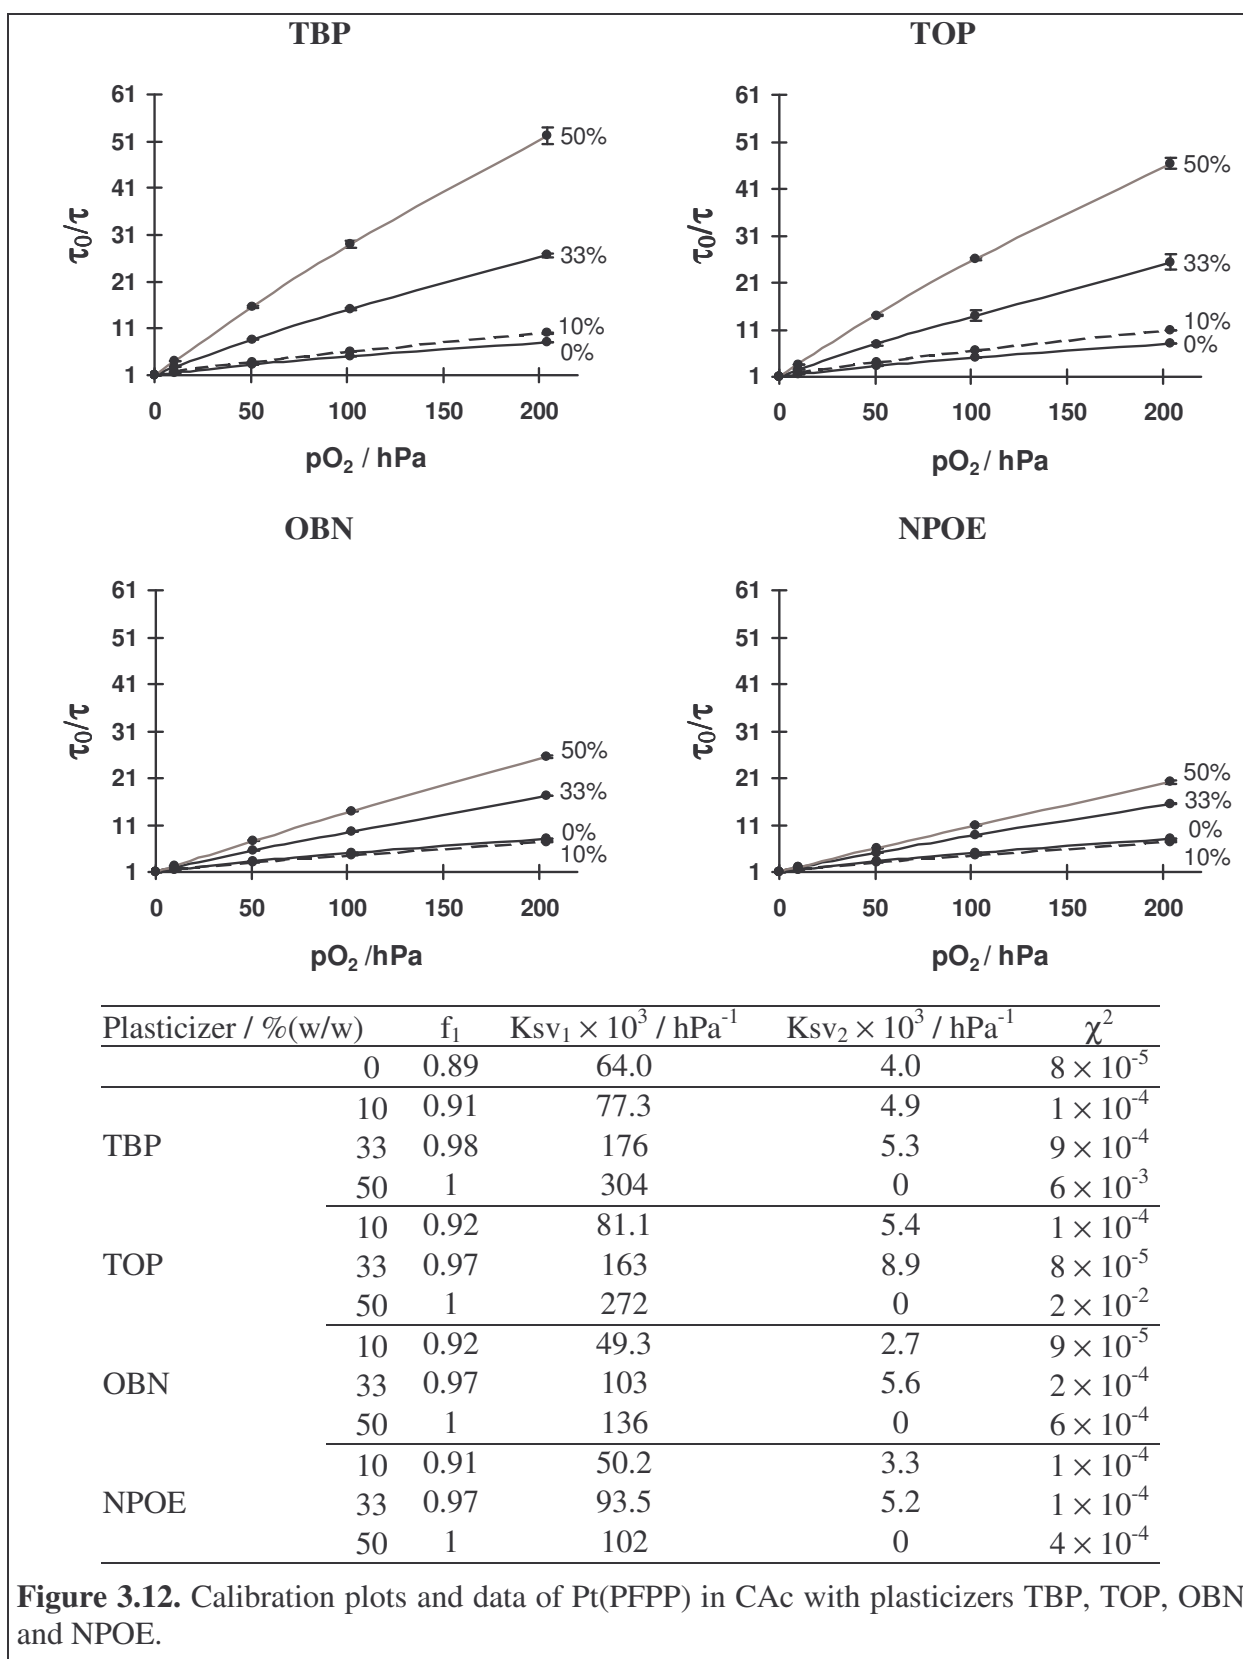 TBP
61
51
41
31
21
11
1
τ₀/τ
50%
33%
10%
0%
0 50 100 150 200
pO₂ / hPa
TOP
61
51
41
31
21
11
1
τ₀/τ
50%
33%
10%
0%
0 50 100 150 200
pO₂ / hPa
OBN
61
51
41
31
21
11
1
τ₀/τ
50%
33%
0%
10%
0 50 100 150 200
pO₂ /hPa
NPOE
61
51
41
31
21
11
1
τ₀/τ
50%
33%
0%
10%
0 50 100 150 200
pO₂ / hPa
Plasticizer / %(w/w) f₁ Ksv₁ × 10³ / hPa⁻¹ Ksv₂ × 10³ / hPa⁻¹ χ²
0 0.89 64.0 4.0 8 × 10⁻⁵
10 0.91 77.3 4.9 1 × 10⁻⁴
TBP 33 0.98 176 5.3 9 × 10⁻⁴
50 1 304 0 6 × 10⁻³
10 0.92 81.1 5.4 1 × 10⁻⁴
TOP 33 0.97 163 8.9 8 × 10⁻⁵
50 1 272 0 2 × 10⁻²
10 0.92 49.3 2.7 9 × 10⁻⁵
OBN 33 0.97 103 5.6 2 × 10⁻⁴
50 1 136 0 6 × 10⁻⁴
10 0.91 50.2 3.3 1 × 10⁻⁴
NPOE 33 0.97 93.5 5.2 1 × 10⁻⁴
50 1 102 0 4 × 10⁻⁴
Figure 3.12. Calibration plots and data of Pt(PFPP) in CAc with plasticizers TBP, TOP, OBN
and NPOE.